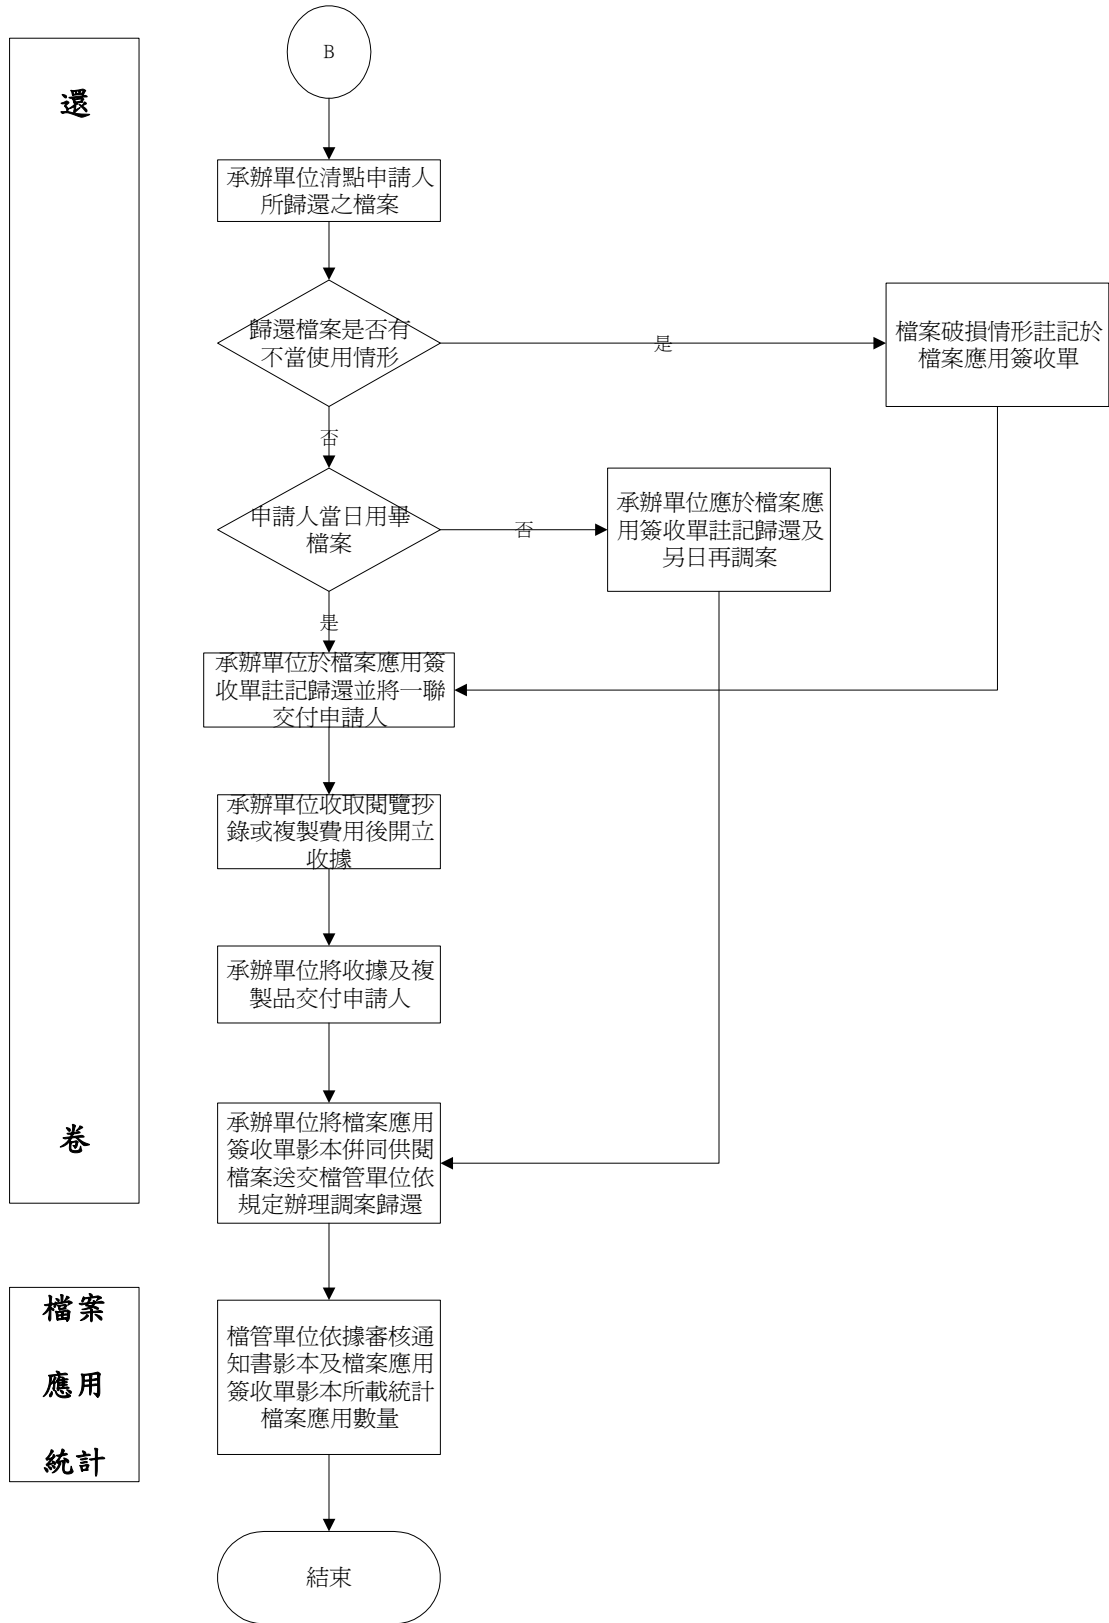 B
還
承辦單位清點申請人
所歸還之檔案
歸還檔案是否有
不當使用情形
是
檔案破損情形註記於
檔案應用簽收單
否
申請人當日用畢
檔案
否
承辦單位應於檔案應
用簽收單註記歸還及
另日再調案
是
承辦單位於檔案應用簽
收單註記歸還並將一聯
交付申請人
承辦單位收取閱覽抄
錄或複製費用後開立
收據
承辦單位將收據及複
製品交付申請人
卷
承辦單位將檔案應用
簽收單影本併同供閱
檔案送交檔管單位依
規定辦理調案歸還
檔案
應用
統計
檔管單位依據審核通
知書影本及檔案應用
簽收單影本所載統計
檔案應用數量
結束